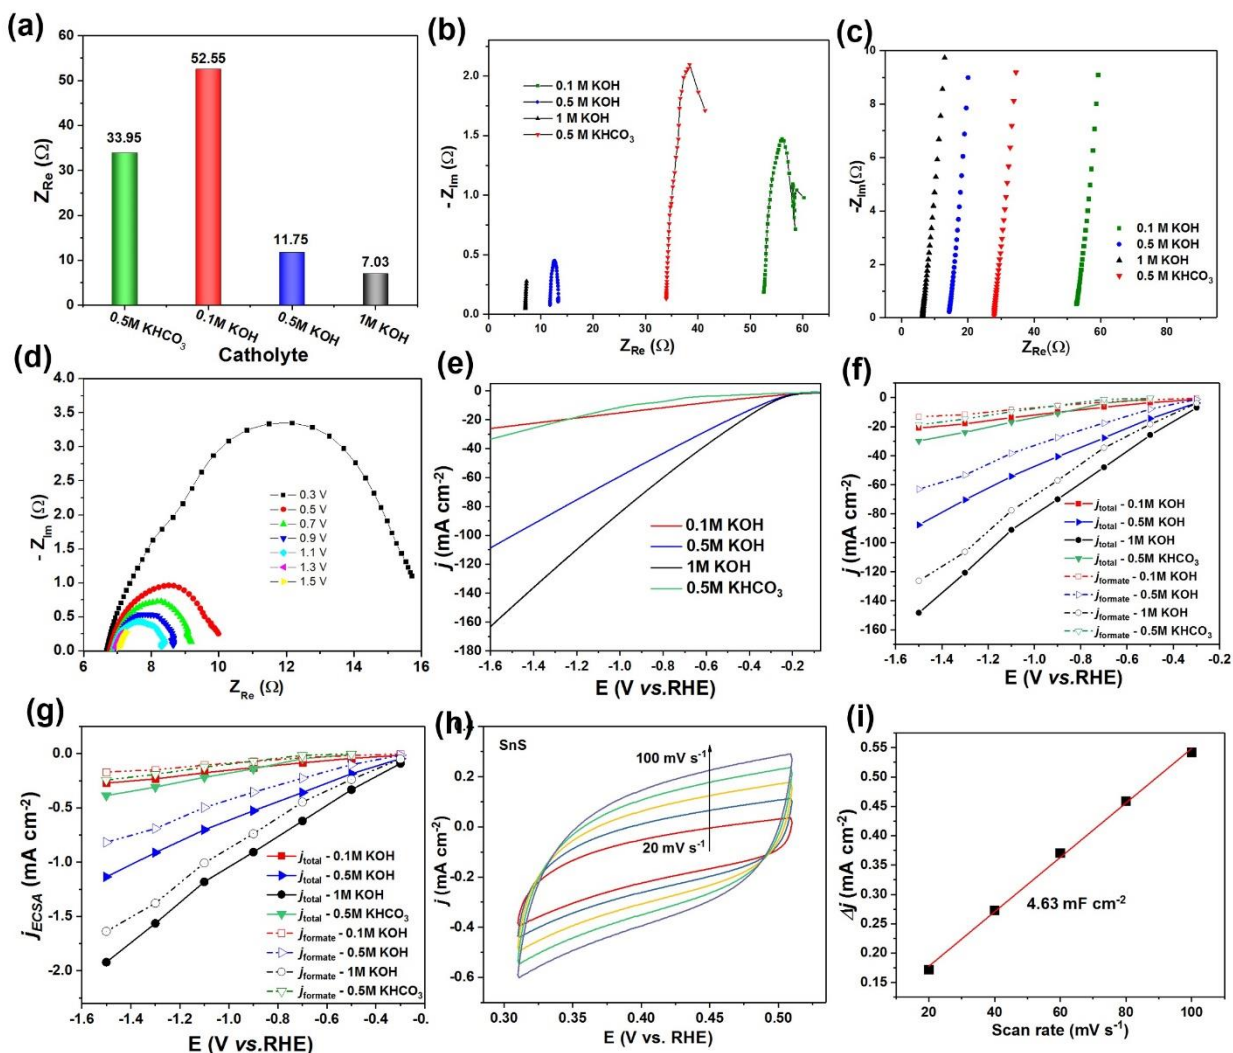 (a)
60
50
40
30
20
10
0
Z_Re (Ω)
33.95
52.55
11.75
7.03
0.5M KHCO₃
0.1M KOH
0.5M KOH
1M KOH
Catholyte
(b)
2.0
1.5
1.0
0.5
0.0
- Z_Im (Ω)
0.1 M KOH
0.5 M KOH
1 M KOH
0.5 M KHCO₃
0 10 20 30 40 50 60
Z_Re (Ω)
(c)
10
8
6
4
2
0
-Z_Im(Ω)
0.1 M KOH
0.5 M KOH
1 M KOH
0.5 M KHCO₃
0 20 40 60 80
Z_Re(Ω)
(d)
4.0
3.5
3.0
2.5
2.0
1.5
1.0
0.5
0.0
- Z_Im (Ω)
0.3 V
0.5 V
0.7 V
0.9 V
1.1 V
1.3 V
1.5 V
6 8 10 12 14 16
Z_Re (Ω)
(e)
0
-20
-40
-60
-80
-100
-120
-140
-160
-180
j (mA cm⁻²)
0.1M KOH
0.5M KOH
1M KOH
0.5M KHCO₃
-1.6 -1.4 -1.2 -1.0 -0.8 -0.6 -0.4 -0.2
E (V vs.RHE)
(f)
0
-20
-40
-60
-80
-100
-120
-140
-160
j (mA cm⁻²)
j_total - 0.1M KOH
j_total - 0.5M KOH
j_total - 1M KOH
j_total - 0.5M KHCO₃
j_formate - 0.1M KOH
j_formate - 0.5M KOH
j_formate - 1M KOH
j_formate - 0.5M KHCO₃
-1.6 -1.4 -1.2 -1.0 -0.8 -0.6 -0.4 -0.2
E (V vs.RHE)
(g)
0.0
-0.5
-1.0
-1.5
-2.0
j_ECSA (mA cm⁻²)
j_total - 0.1M KOH
j_total - 0.5M KOH
j_total - 1M KOH
j_total - 0.5M KHCO₃
j_formate - 0.1M KOH
j_formate - 0.5M KOH
j_formate - 1M KOH
j_formate - 0.5M KHCO₃
-1.6 -1.4 -1.2 -1.0 -0.8 -0.6 -0.4 -0.
E (V vs.RHE)
(h)
0.4
0.2
0.0
-0.2
-0.4
-0.6
j (mA cm⁻²)
SnS
100 mV s⁻¹
20 mV s⁻¹
0.30 0.35 0.40 0.45 0.50
E (V vs. RHE)
(i)
0.55
0.50
0.45
0.40
0.35
0.30
0.25
0.20
0.15
Δj (mA cm⁻²)
4.63 mF cm⁻²
20 40 60 80 100
Scan rate (mV s⁻¹)